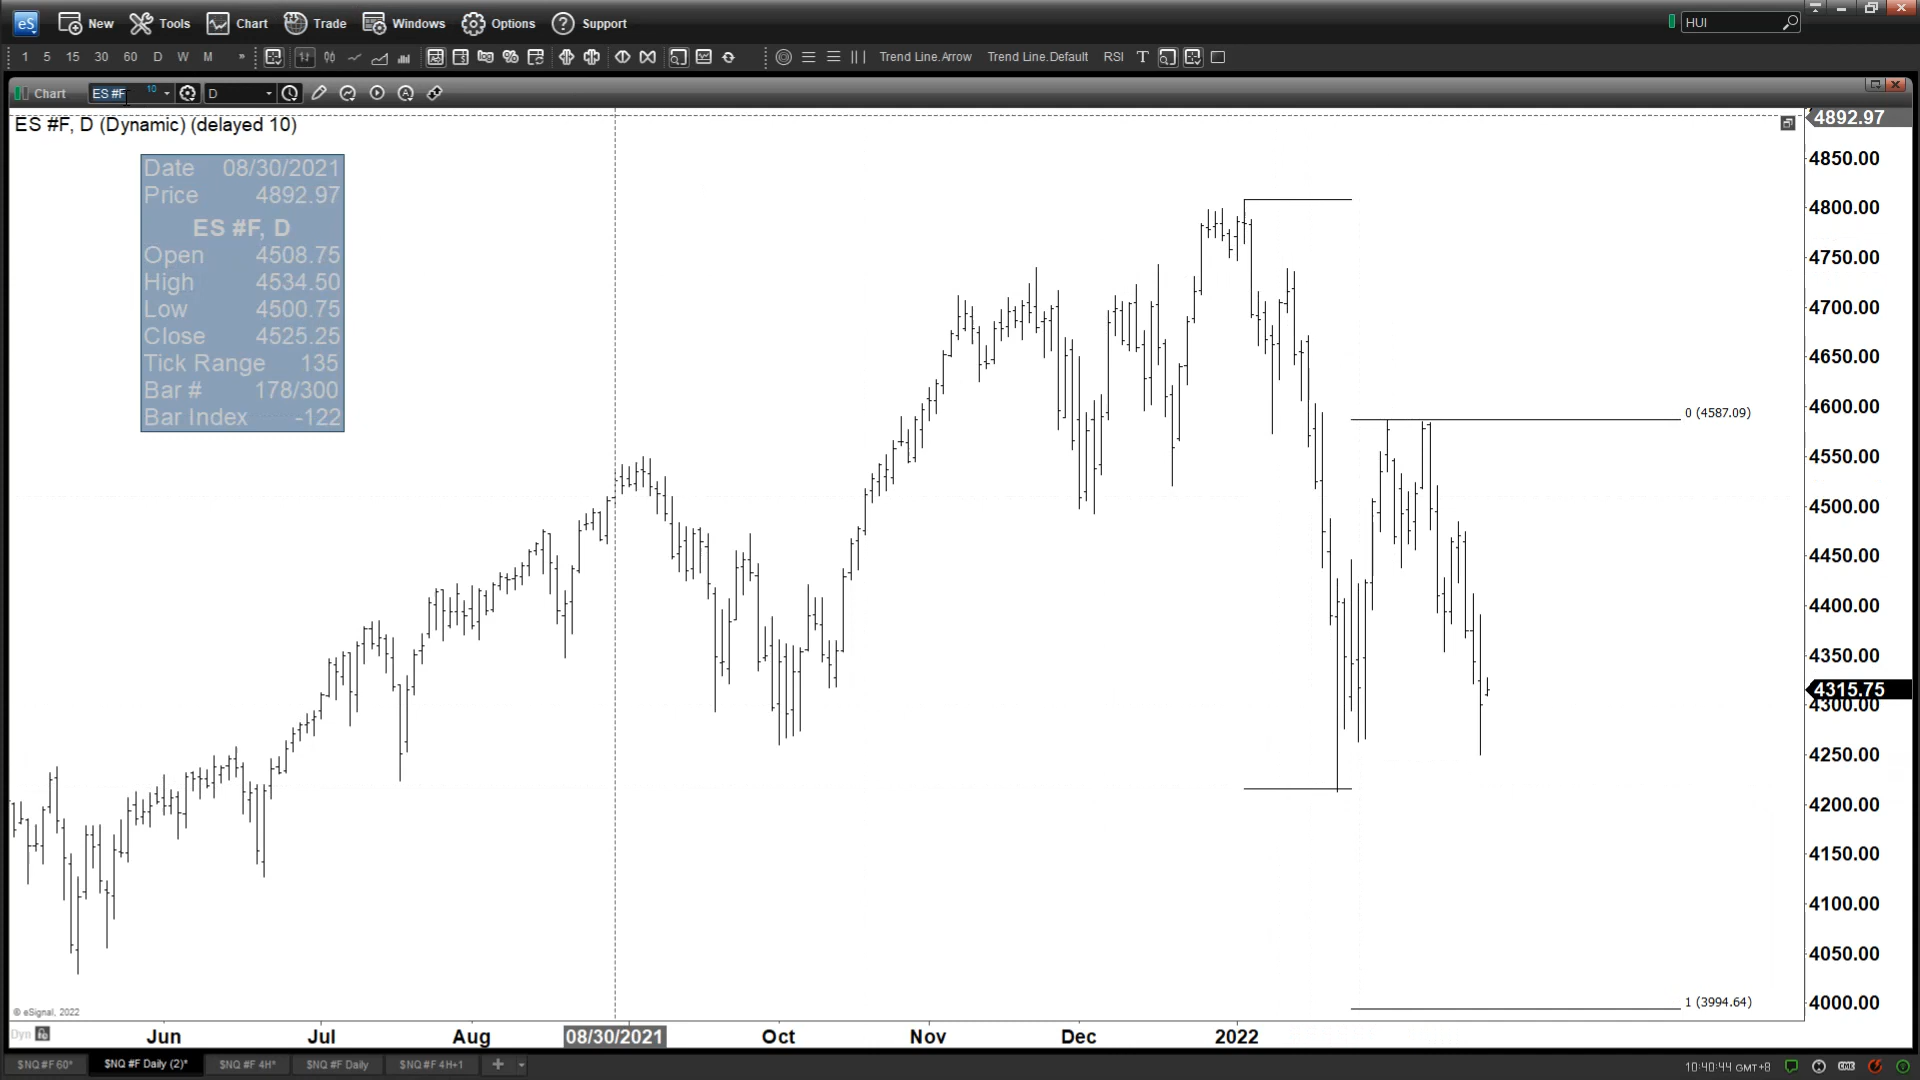 eS New Tools Chart Trade Windows Options Support HUI
1 5 15 30 60 D W M » Trend Line.Arrow Trend Line.Default RSI T
Chart ES #F 10 D
ES #F, D (Dynamic) (delayed 10)
Date 08/30/2021
Price 4892.97
ES #F, D
Open 4508.75
High 4534.50
Low 4500.75
Close 4525.25
Tick Range 135
Bar # 178/300
Bar Index -122
4892.97
4850.00
4800.00
4750.00
4700.00
4650.00
4600.00
0 (4587.09)
4550.00
4500.00
4450.00
4400.00
4350.00
4315.75
4300.00
4250.00
4200.00
4150.00
4100.00
4050.00
4000.00
1 (3994.64)
© eSignal, 2022
Dyn
Jun Jul Aug 08/30/2021 Oct Nov Dec 2022
$NQ #F 60* $NQ #F Daily (2)* $NQ #F 4H* $NQ #F Daily $NQ #F 4H+1 +
10:40:44 GMT+8